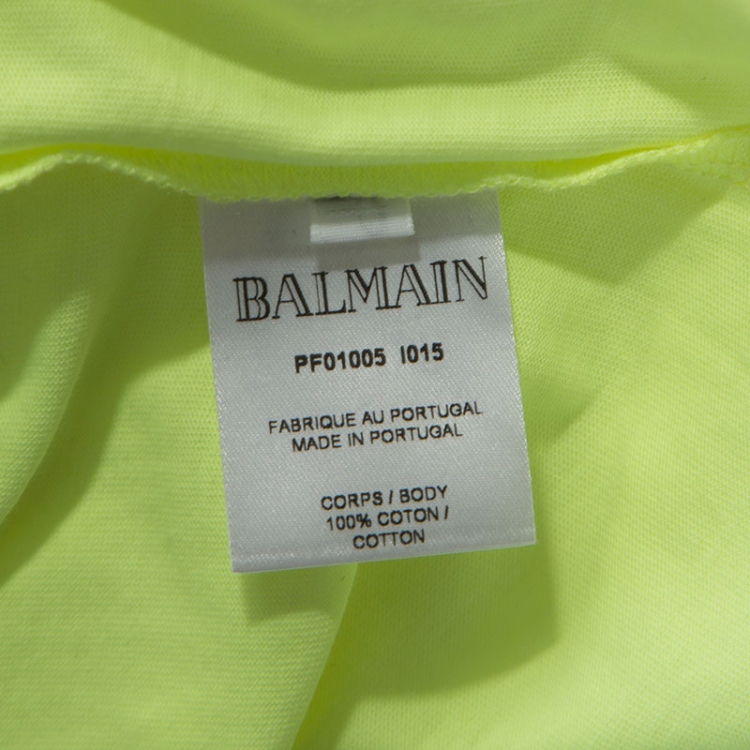 BALMAIN
PF01005 I015
FABRIQUE AU PORTUGAL
MADE IN PORTUGAL
CORPS / BODY
100% COTON /
COTTON